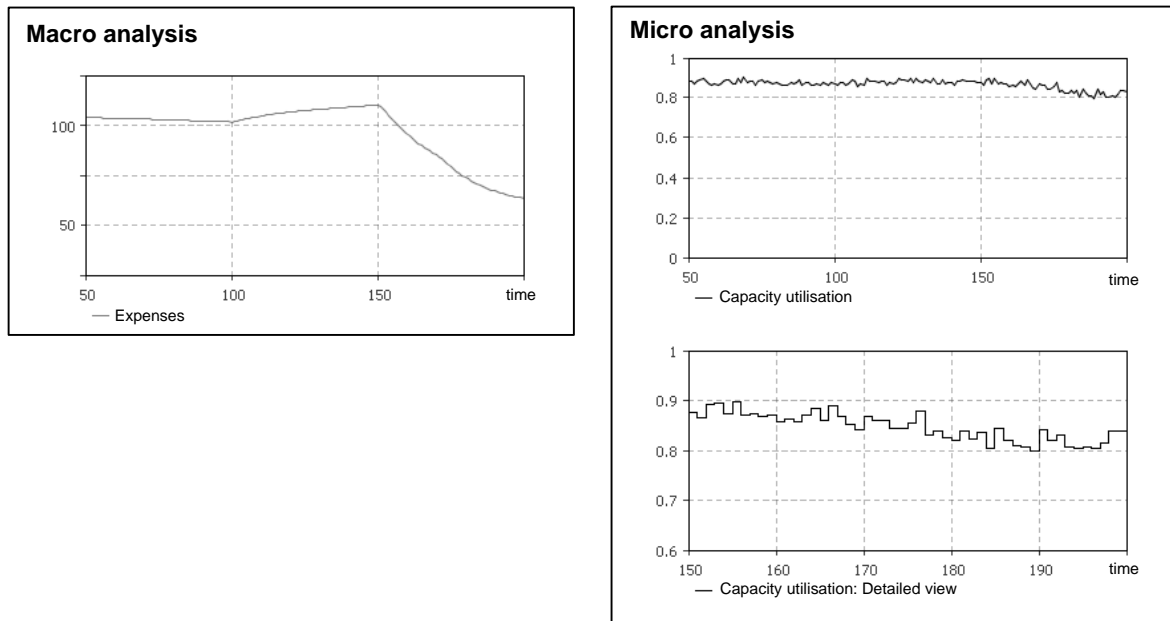 Macro analysis
100
50
50 100 150 time
— Expenses
Micro analysis
1
0.8
0.6
0.4
0.2
0
50 100 150 time
— Capacity utilisation
1
0.9
0.8
0.7
0.6
150 160 170 180 190 time
— Capacity utilisation: Detailed view